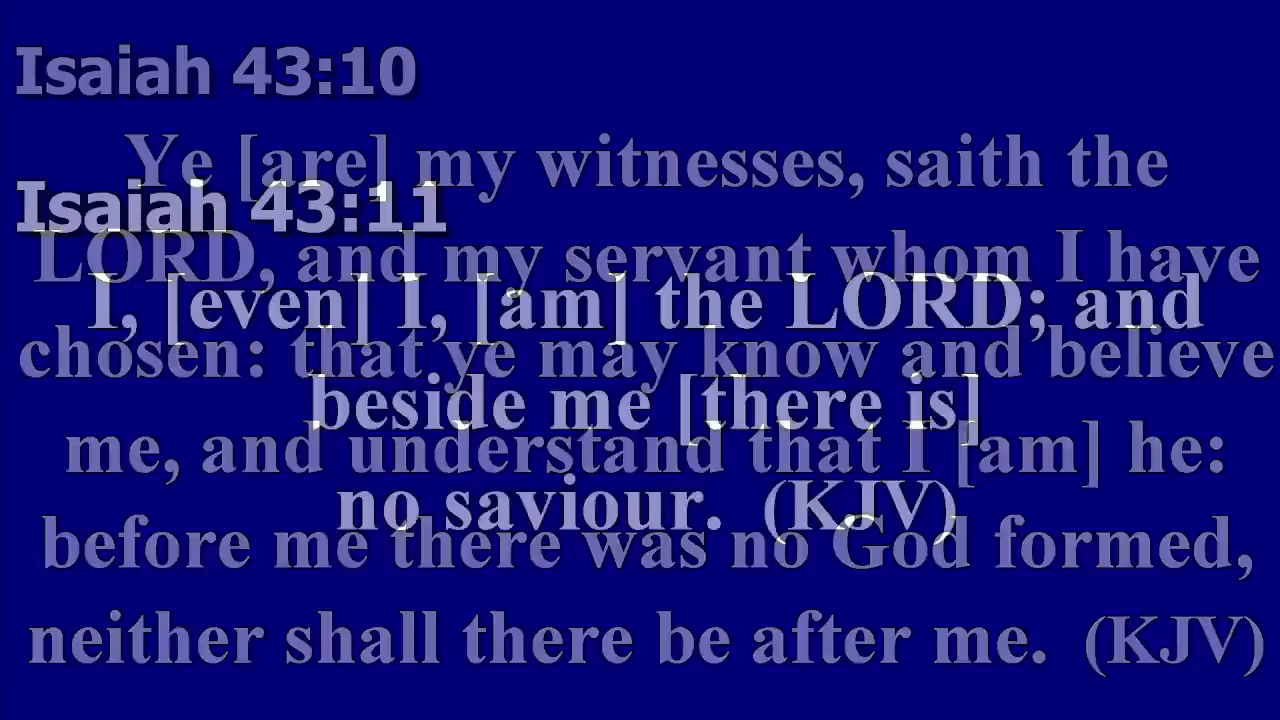 Isaiah 43:10
Ye [are] my witnesses, saith the
LORD, and my servant whom I have
chosen: that ye may know and believe
me, and understand that I [am] he:
before me there was no God formed,
neither shall there be after me. (KJV)
Isaiah 43:11
I, [even] I, [am] the LORD; and
beside me [there is]
no saviour. (KJV)